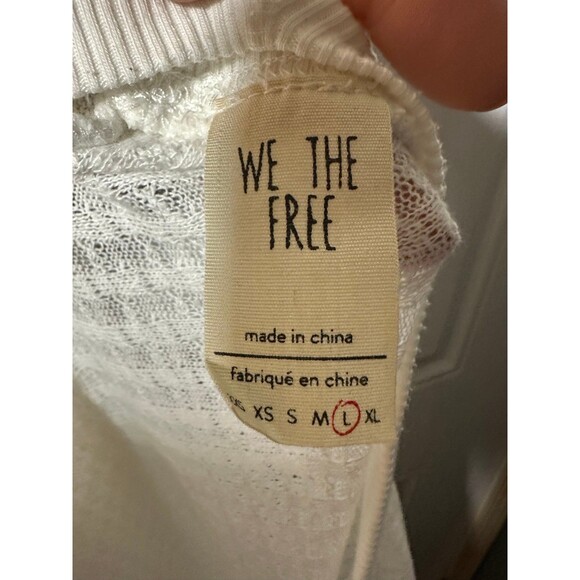 WE THE
FREE
made in china
fabriqué en chine
XS S M L XL